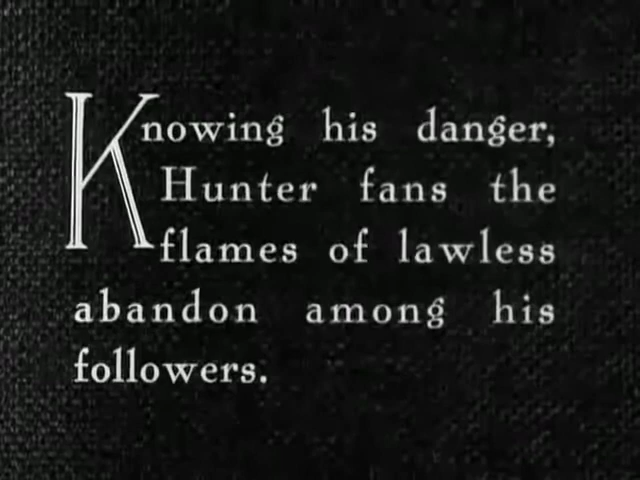 Knowing his danger,
Hunter fans the
flames of lawless
abandon among his
followers.